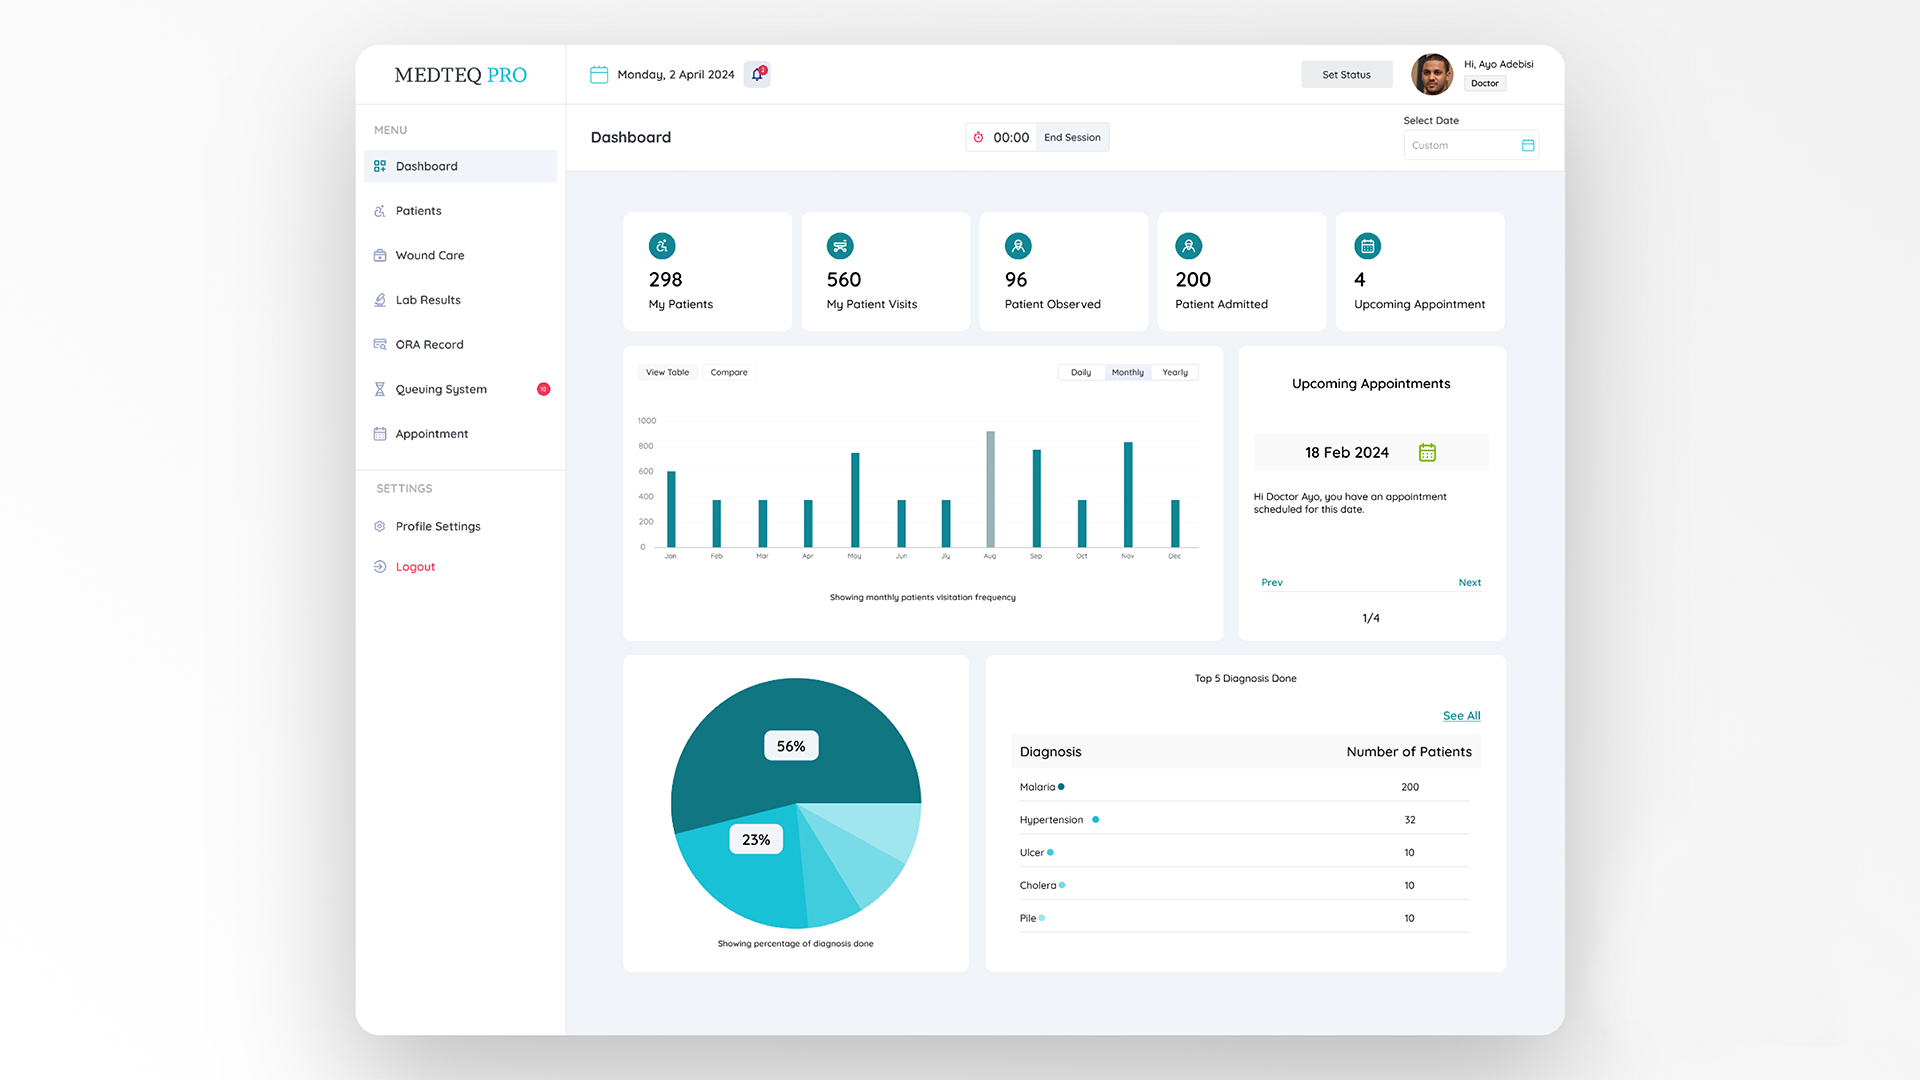 MEDTEQ PRO
Monday, 2 April 2024
Set Status
Hi, Ayo Adebisi
Doctor
MENU
Dashboard
Patients
Wound Care
Lab Results
ORA Record
Queuing System
10
Appointment
SETTINGS
Profile Settings
Logout
Dashboard
00:00
End Session
Select Date
Custom
298
My Patients
560
My Patient Visits
96
Patient Observed
200
Patient Admitted
4
Upcoming Appointment
View Table
Compare
Daily
Monthly
Yearly
1000
800
600
400
200
0
Jan Feb Mar Apr May Jun Jly Aug Sep Oct Nov Dec
Showing monthly patients visitation frequency
Upcoming Appointments
18 Feb 2024
Hi Doctor Ayo, you have an appointment
scheduled for this date.
Prev
Next
1/4
56%
23%
Showing percentage of diagnosis done
Top 5 Diagnosis Done
See All
Diagnosis Number of Patients
Malaria 200
Hypertension 32
Ulcer 10
Cholera 10
Pile 10